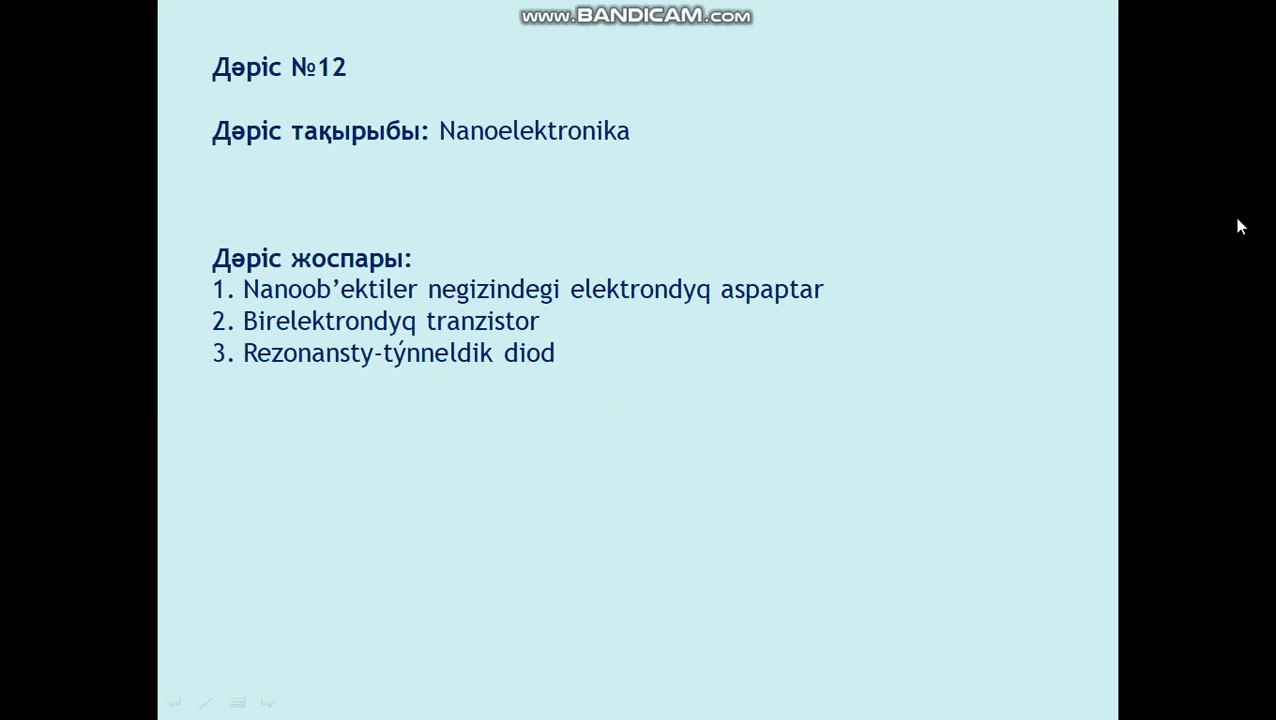 www.BANDICAM.com
Дәріс №12
Дәріс тақырыбы: Nanoelektronika
Дәріс жоспары:
1. Nanoob’ektiler negizindegi elektrondyq aspaptar
2. Birelektrondyq tranzistor
3. Rezonansty-týnneldik diod